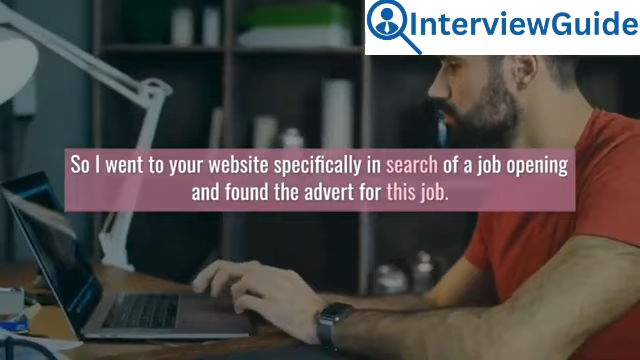 InterviewGuide
So I went to your website specifically in search of a job opening
and found the advert for this job.